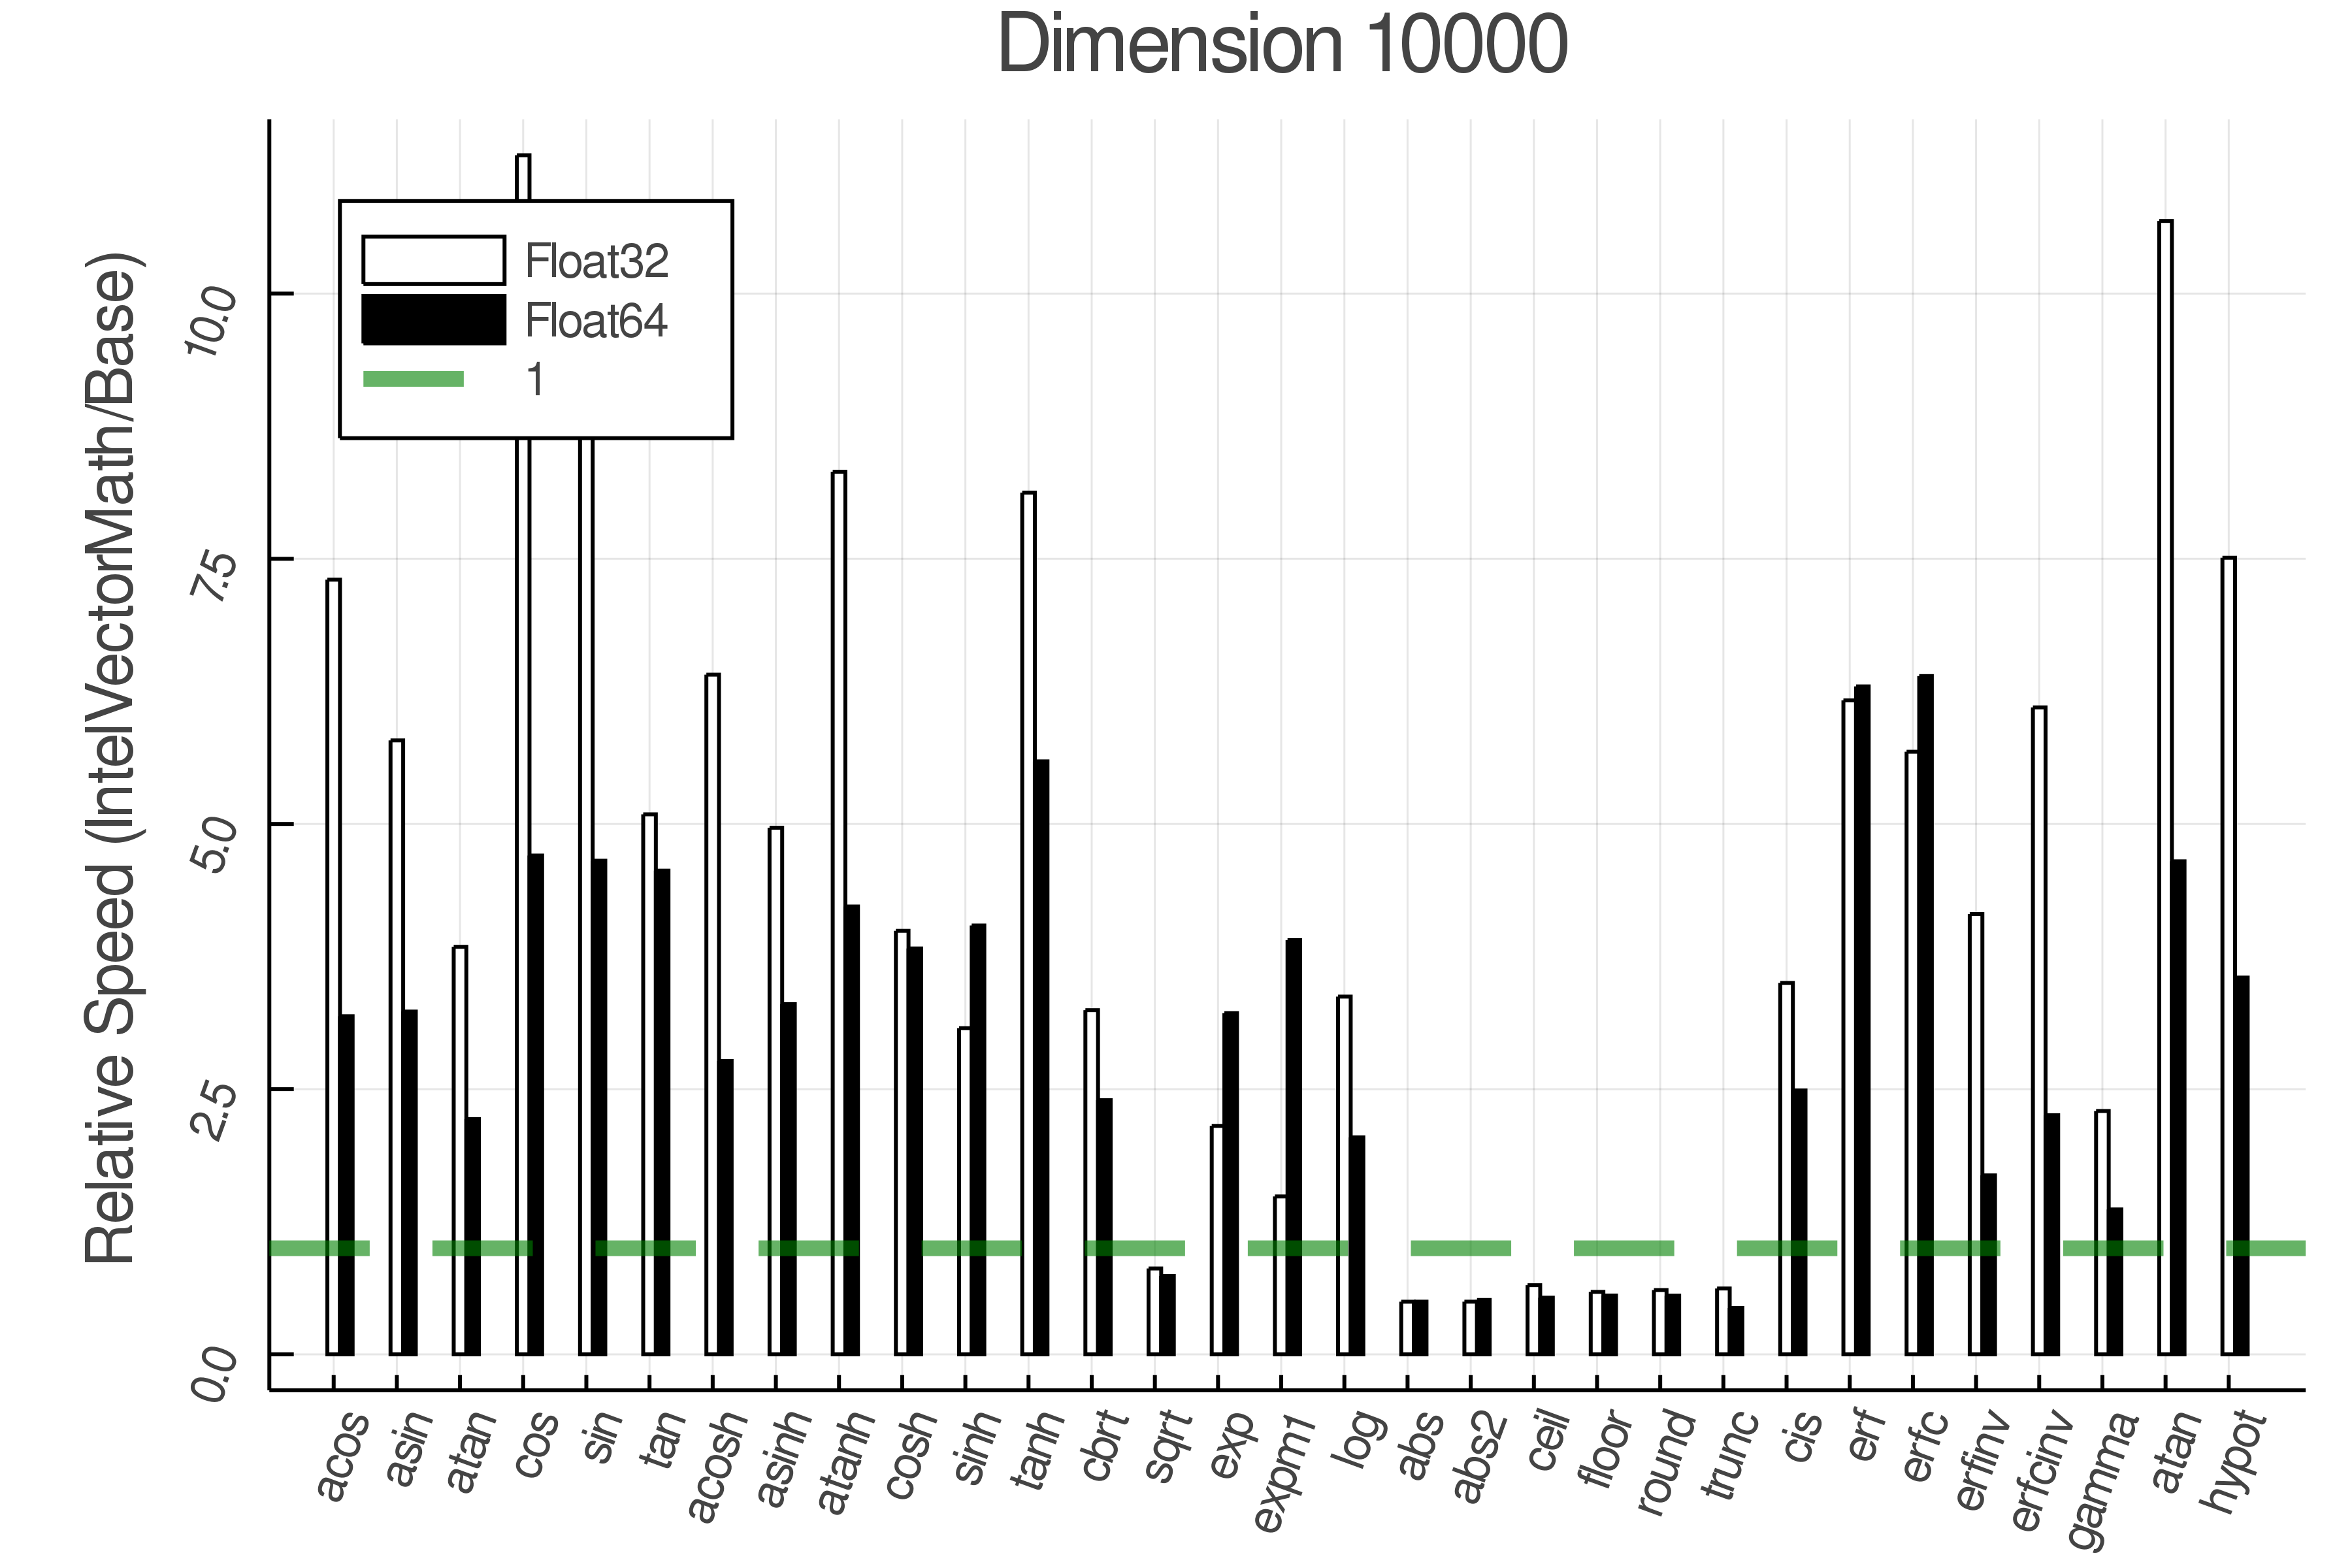 Dimension 10000
Relative Speed (IntelVectorMath/Base)
10.0
7.5
5.0
2.5
0.0
Float32
Float64
1
acos
asin
atan
cos
sin
tan
acosh
asinh
atanh
cosh
sinh
tanh
cbrt
sqrt
exp
expm1
log
abs
abs2
ceil
floor
round
trunc
cis
erf
erfc
erfinv
erfcinv
gamma
atan
hypot